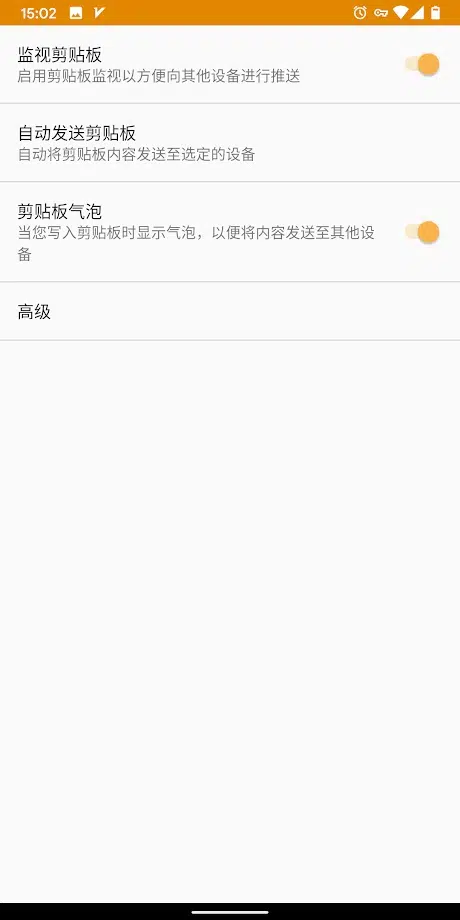 15:02
监视剪贴板
启用剪贴板监视以方便向其他设备进行推送
自动发送剪贴板
自动将剪贴板内容发送至选定的设备
剪贴板气泡
当您写入剪贴板时显示气泡，以便将内容发送至其他设
备
高级